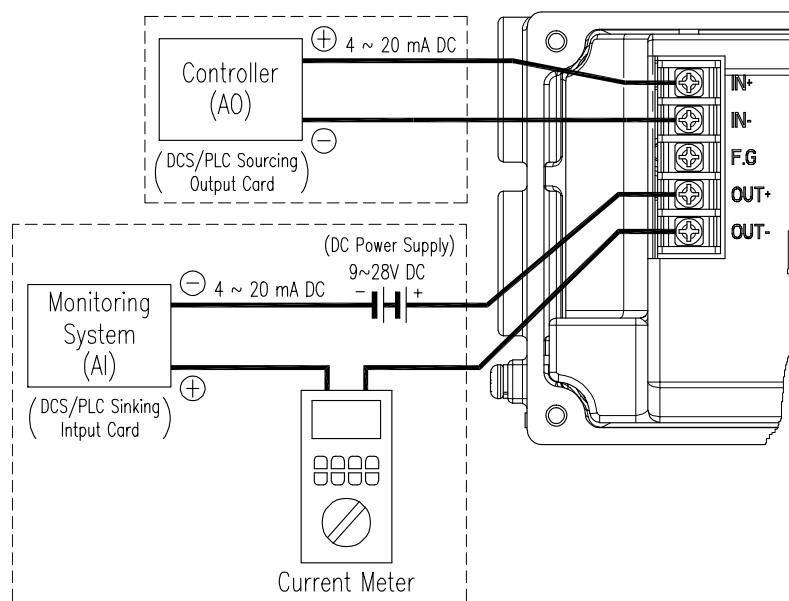 + 4 ~ 20 mA DC
Controller
(AO)
−
(DCS/PLC Sourcing
Output Card)
IN+
IN-
F.G
OUT+
OUT-
(DC Power Supply)
9~28V DC
− +
− 4 ~ 20 mA DC
Monitoring
System
(AI)
+
(DCS/PLC Sinking
Intput Card)
Current Meter